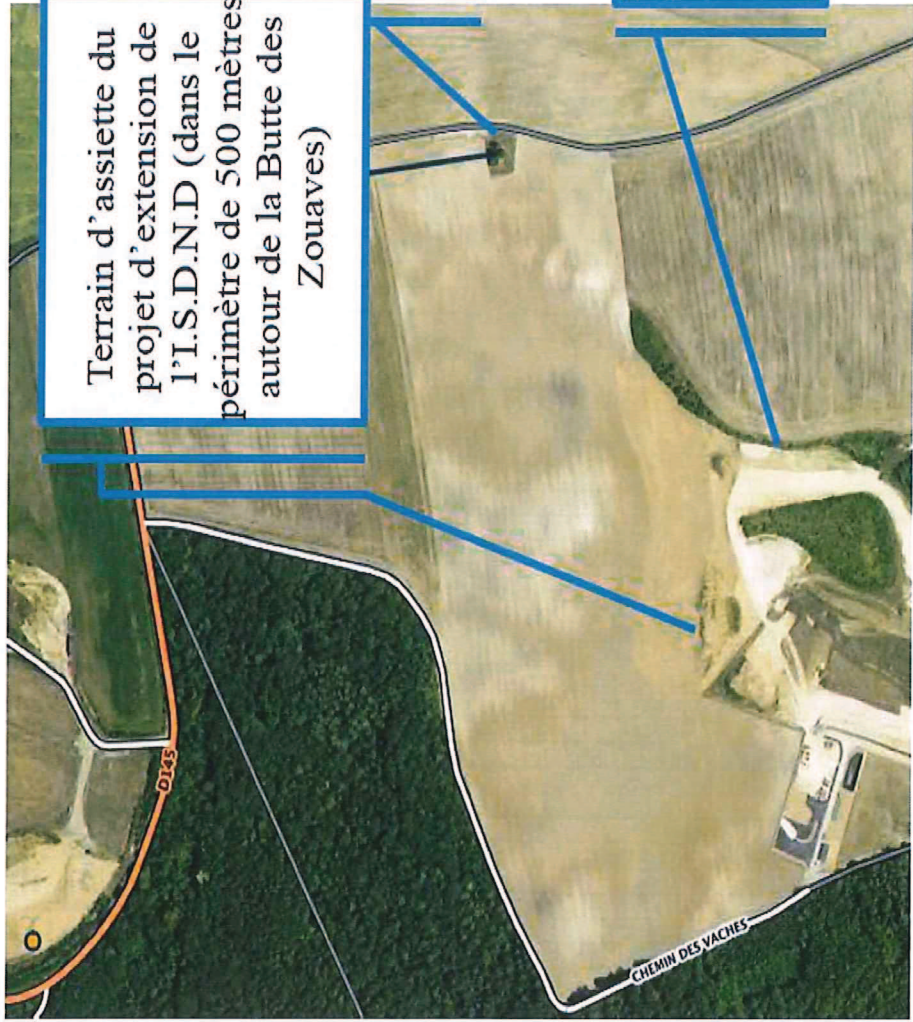 Terrain d'assiette du
projet d'extension de
l'I.S.D.N.D (dans le
périmètre de 500 mètres
autour de la Butte des
Zouaves)
D145
CHEMIN DES VACHES